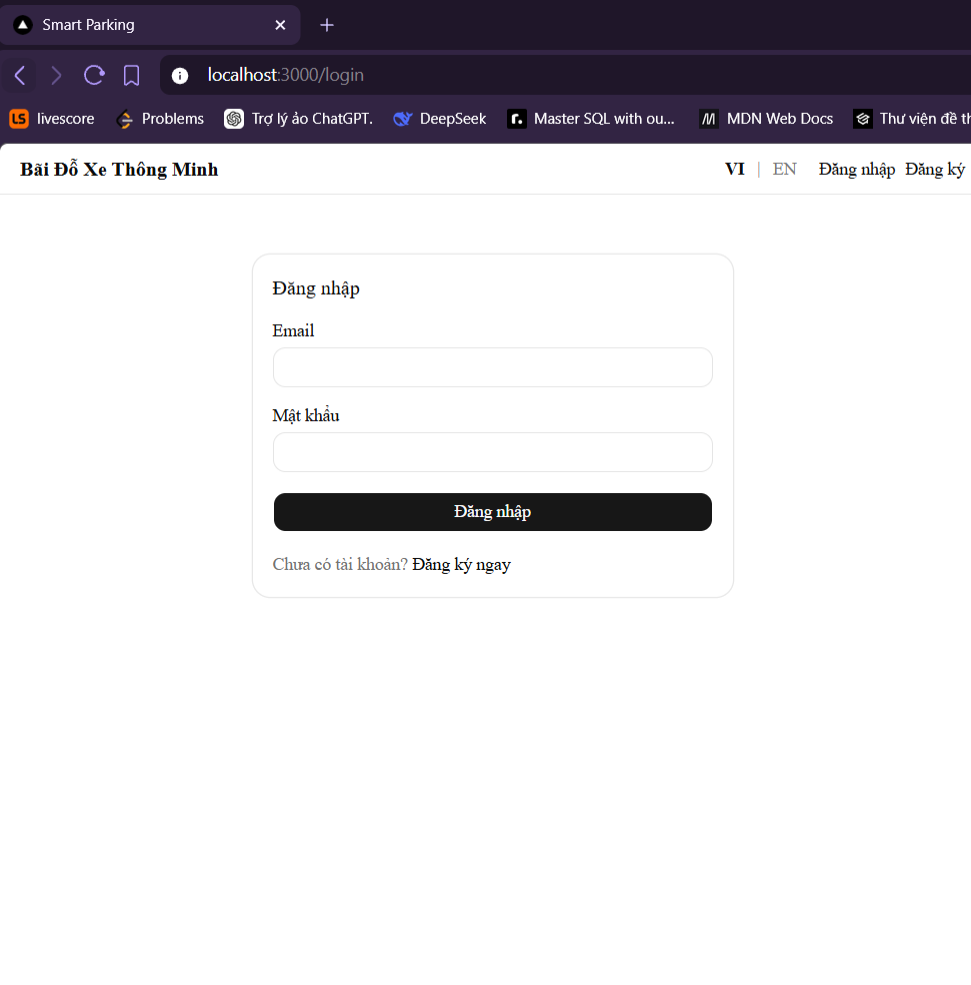 Smart Parking
localhost:3000/login
LS livescore Problems Trợ lý ảo ChatGPT. DeepSeek r. Master SQL with ou... M MDN Web Docs Thư viện đề th
Bãi Đỗ Xe Thông Minh VI | EN Đăng nhập Đăng ký
Đăng nhập
Email
Mật khẩu
Đăng nhập
Chưa có tài khoản? Đăng ký ngay